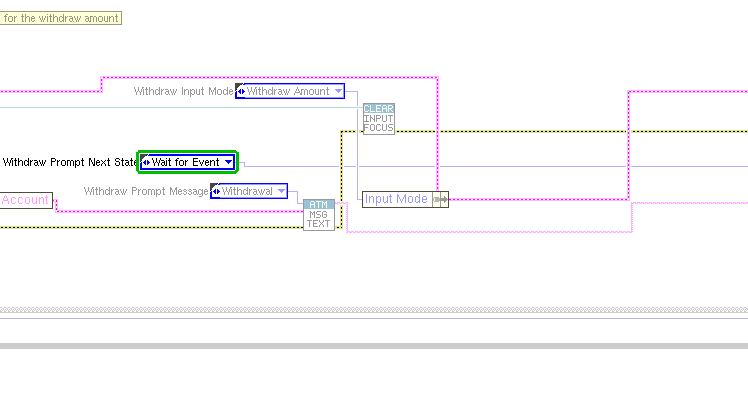 for the withdraw amount
Withdraw Input Mode
Withdraw Amount
CLEAR
INPUT
FOCUS
Withdraw Prompt Next State
Wait for Event
Withdraw Prompt Message
Withdrawal
Account
Input Mode
ATM
MSG
TEXT